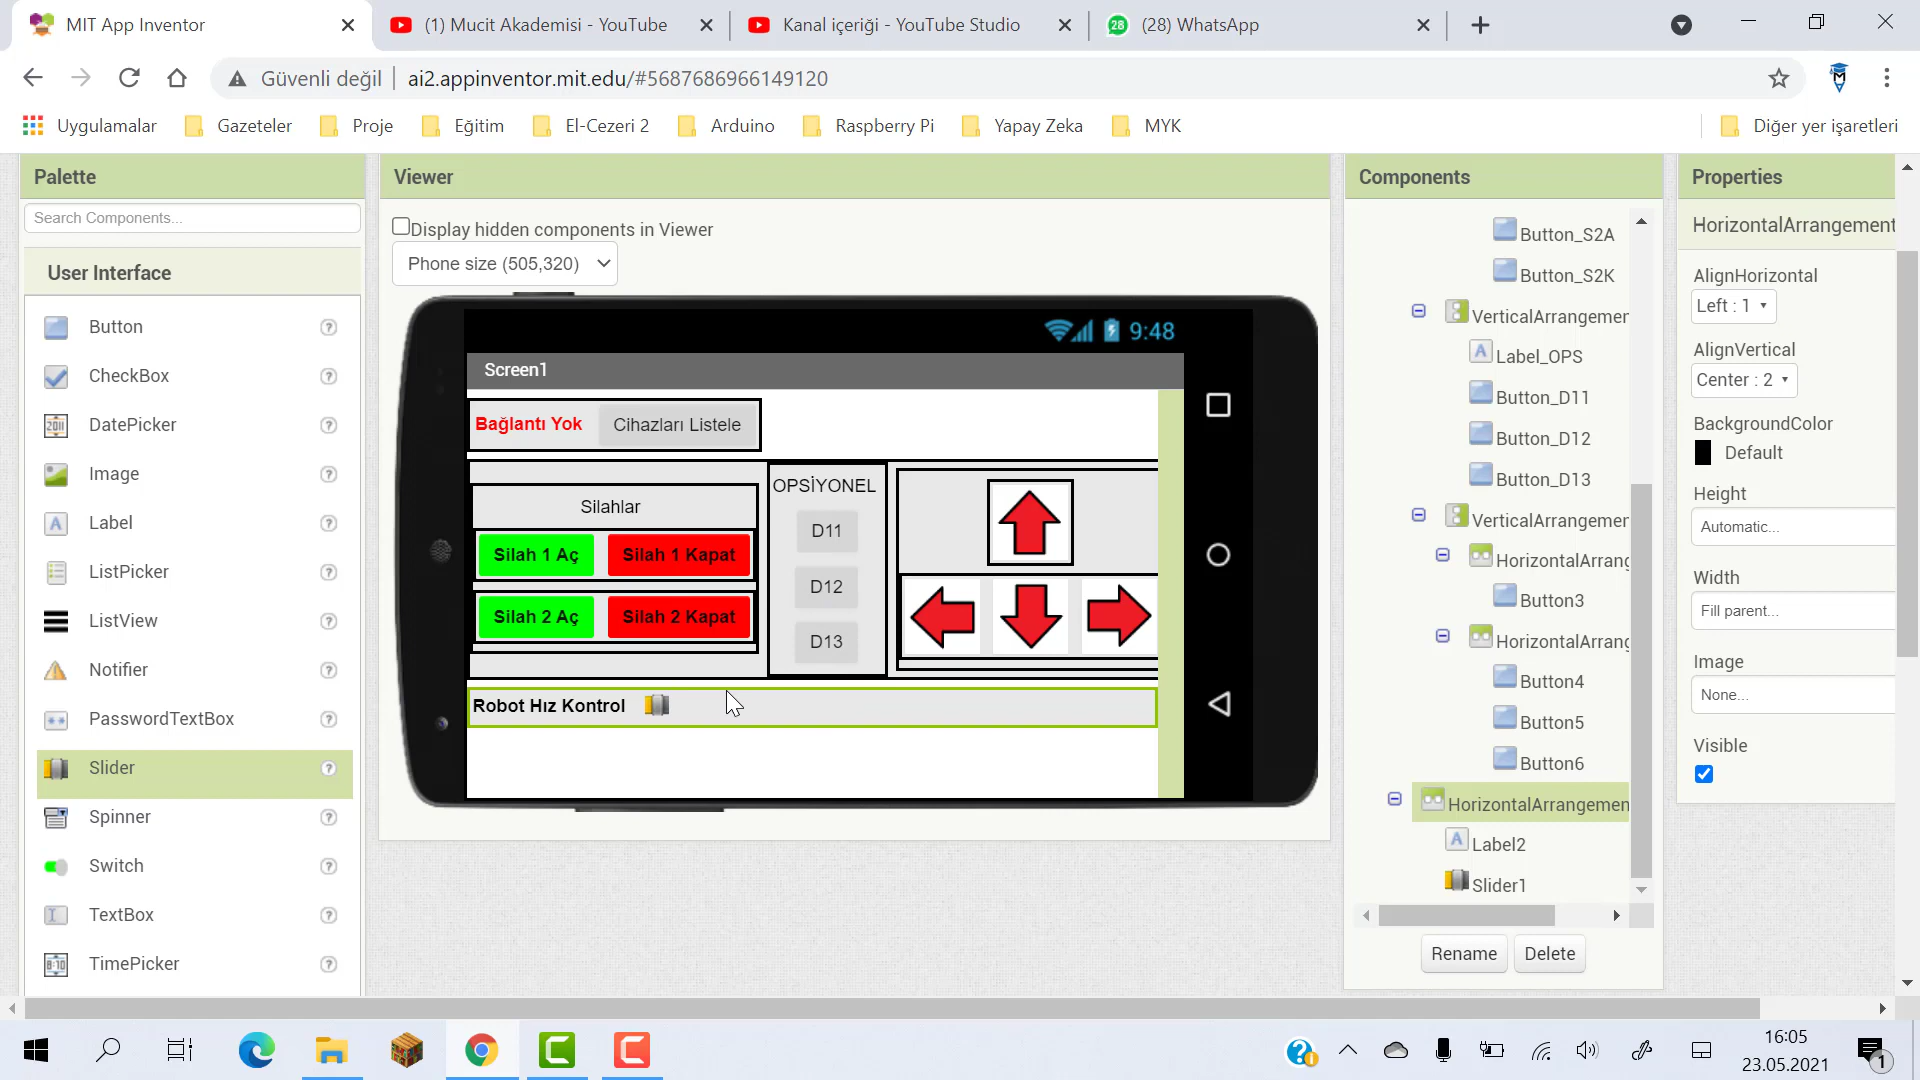 MIT App Inventor
(1) Mucit Akademisi - YouTube
Kanal içeriği - YouTube Studio
28
(28) WhatsApp
Güvenli değil
ai2.appinventor.mit.edu/#5687686966149120
Uygulamalar
Gazeteler
Proje
Eğitim
El-Cezeri 2
Arduino
Raspberry Pi
Yapay Zeka
MYK
Diğer yer işaretleri
Palette
Search Components...
User Interface
Button
CheckBox
DatePicker
Image
Label
ListPicker
ListView
Notifier
PasswordTextBox
Slider
Spinner
Switch
TextBox
TimePicker
Viewer
Display hidden components in Viewer
Phone size (505,320)
9:48
Screen1
Bağlantı Yok
Cihazları Listele
Silahlar
Silah 1 Aç
Silah 1 Kapat
Silah 2 Aç
Silah 2 Kapat
OPSİYONEL
D11
D12
D13
Robot Hız Kontrol
Components
Button_S2A
Button_S2K
VerticalArrangemer
Label_OPS
Button_D11
Button_D12
Button_D13
VerticalArrangemer
HorizontalArrang
Button3
HorizontalArrang
Button4
Button5
Button6
HorizontalArrangemen
Label2
Slider1
Rename
Delete
Properties
HorizontalArrangement
AlignHorizontal
Left : 1
AlignVertical
Center : 2
BackgroundColor
Default
Height
Automatic...
Width
Fill parent...
Image
None...
Visible
16:05
23.05.2021
1